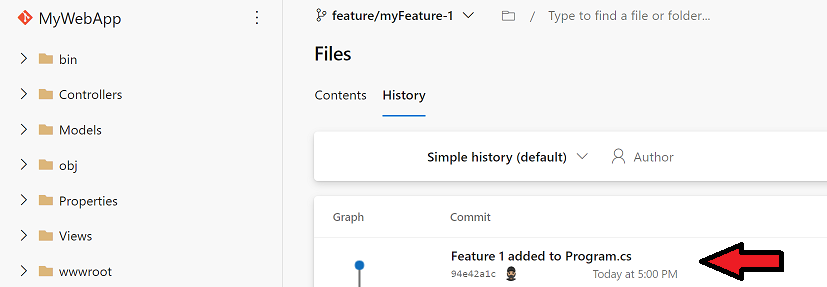 MyWebApp
bin
Controllers
Models
obj
Properties
Views
wwwroot
feature/myFeature-1
/ Type to find a file or folder...
Files
Contents History
Simple history (default) Author
Graph Commit
Feature 1 added to Program.cs
94e42a1c Today at 5:00 PM